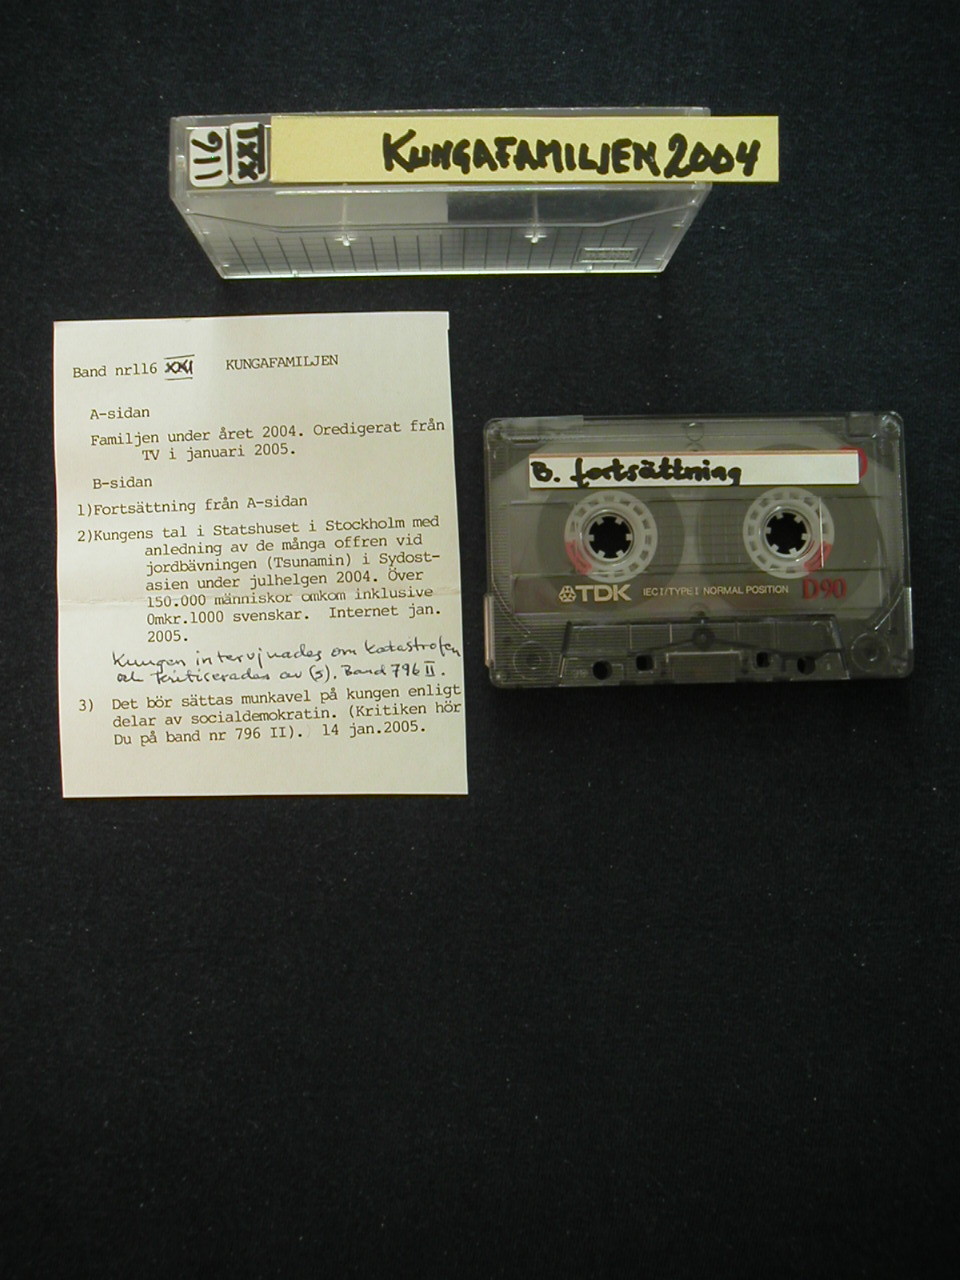 116 XXI KUNGAFAMILJEN 2004
Band nr116 XXI KUNGAFAMILJEN
A-sidan
Familjen under året 2004. Oredigerat från
TV i januari 2005.
B-sidan
1)Fortsättning från A-sidan
2)Kungens tal i Statshuset i Stockholm med
anledning av de många offren vid
jordbävningen (Tsunamin) i Sydost-
asien under julhelgen 2004. Över
150.000 människor omkom inklusive
Omkr.1000 svenskar. Internet jan.
2005.
Kungen intervjuades om katastrofen
och kritiserades av (s). Band 796 II.
3) Det bör sättas munkavel på kungen enligt
delar av socialdemokratin. (Kritiken hör
Du på band nr 796 II). 14 jan.2005.
B. fortsättning
TDK IEC I/TYPE I NORMAL POSITION D90